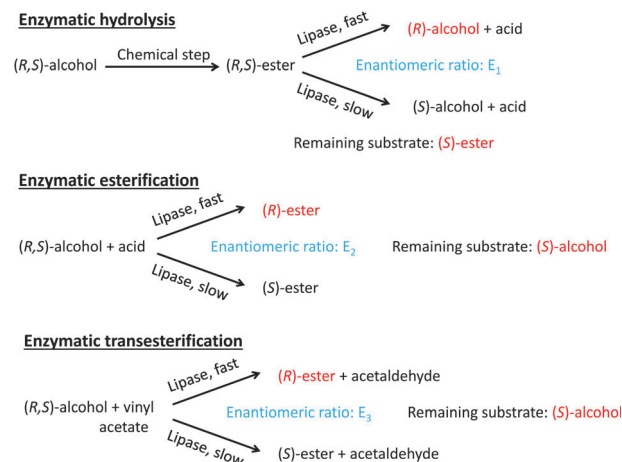 Enzymatic hydrolysis
Lipase, fast
(R)-alcohol + acid
(R,S)-alcohol
Chemical step
(R,S)-ester
Enantiomeric ratio: E1
Lipase, slow
(S)-alcohol + acid
Remaining substrate: (S)-ester
Enzymatic esterification
Lipase, fast
(R)-ester
(R,S)-alcohol + acid
Enantiomeric ratio: E2
Remaining substrate: (S)-alcohol
Lipase, slow
(S)-ester
Enzymatic transesterification
Lipase, fast
(R)-ester + acetaldehyde
(R,S)-alcohol + vinyl
acetate
Enantiomeric ratio: E3
Remaining substrate: (S)-alcohol
Lipase, slow
(S)-ester + acetaldehyde